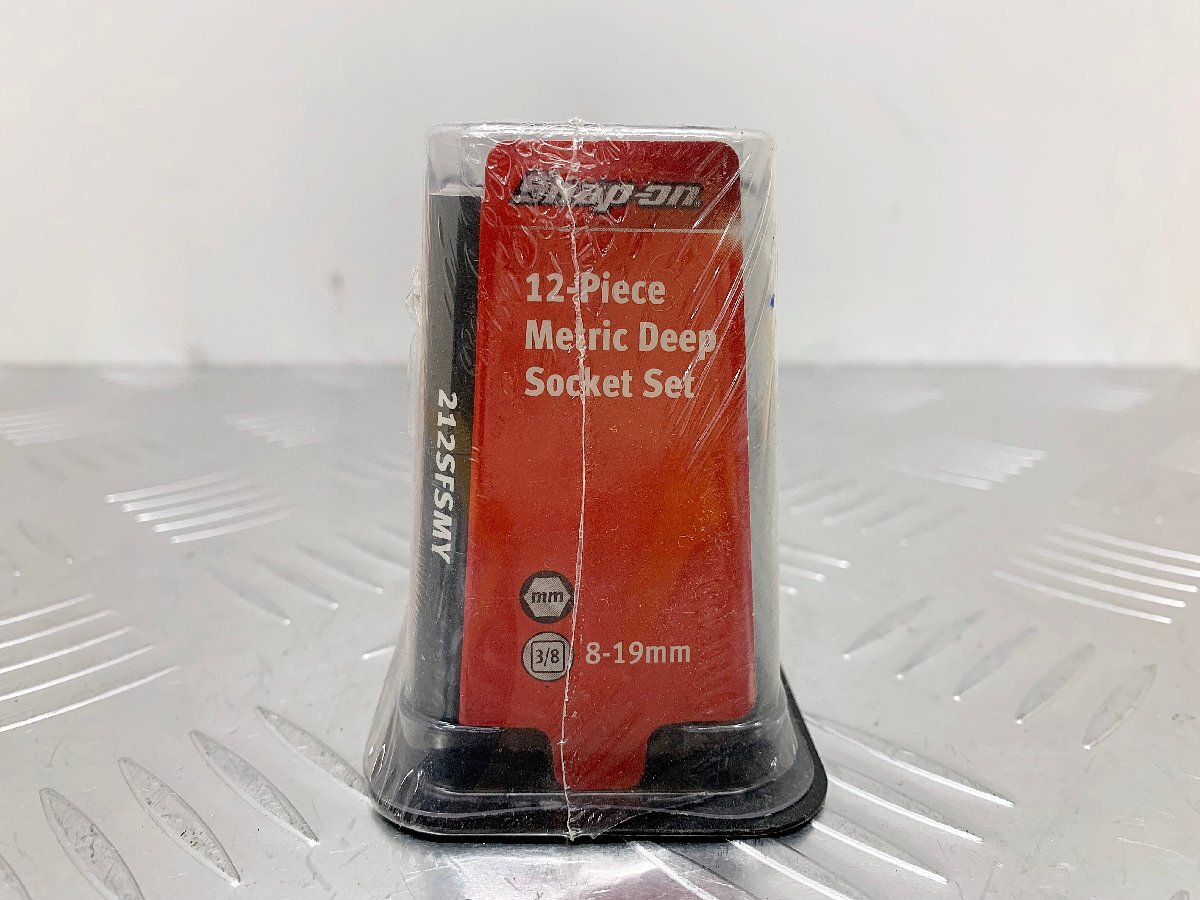 Snap-on
12-Piece
Metric Deep
Socket Set
212SFSMY
mm
3/8 8-19mm